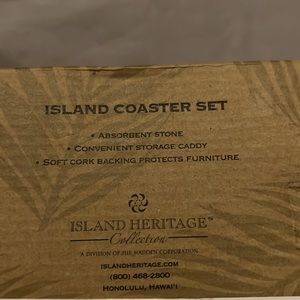 ISLAND COASTER SET
• ABSORBENT STONE
• CONVENIENT STORAGE CADDY
• SOFT CORK BACKING PROTECTS FURNITURE
ISLAND HERITAGE™
Collection
A DIVISION OF THE MADDEN CORPORATION
ISLANDHERITAGE.COM
(800) 468-2800
HONOLULU, HAWAI'I